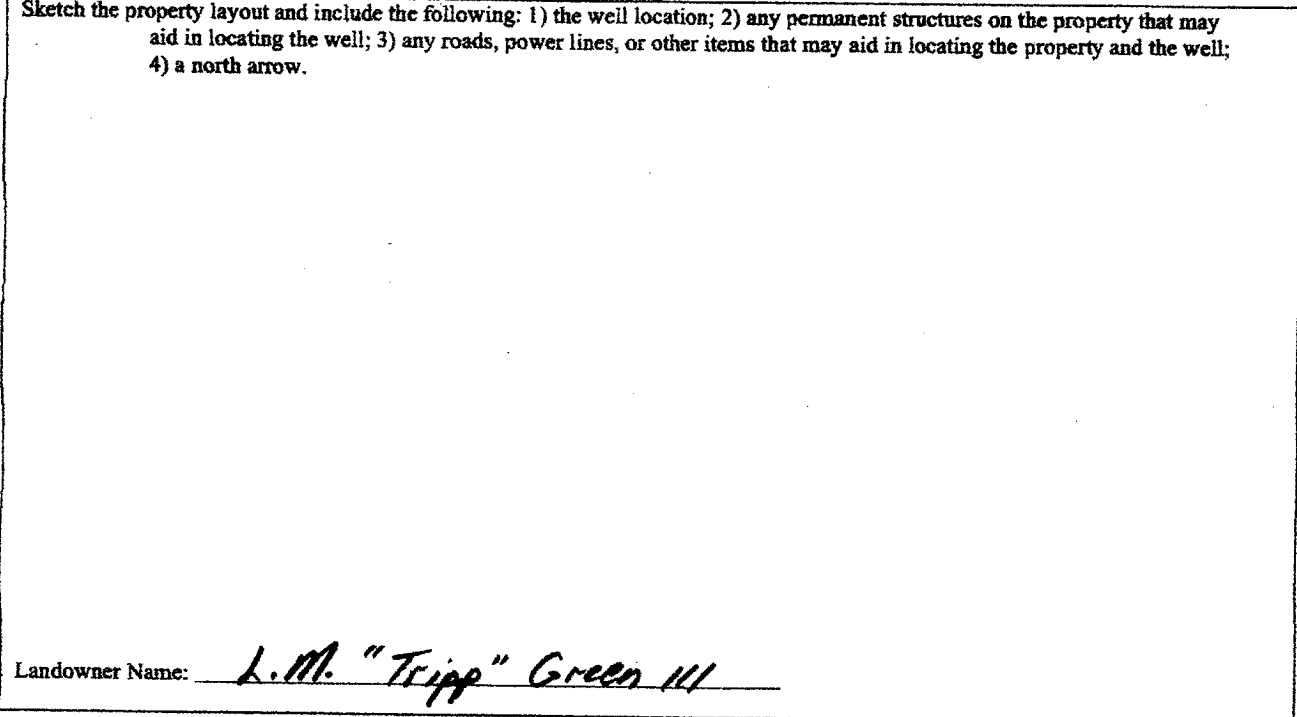 Sketch the property layout and include the following: 1) the well location; 2) any permanent structures on the property that may
aid in locating the well; 3) any roads, power lines, or other items that may aid in locating the property and the well;
4) a north arrow.
Landowner Name: L.M. "Tripp" Green III